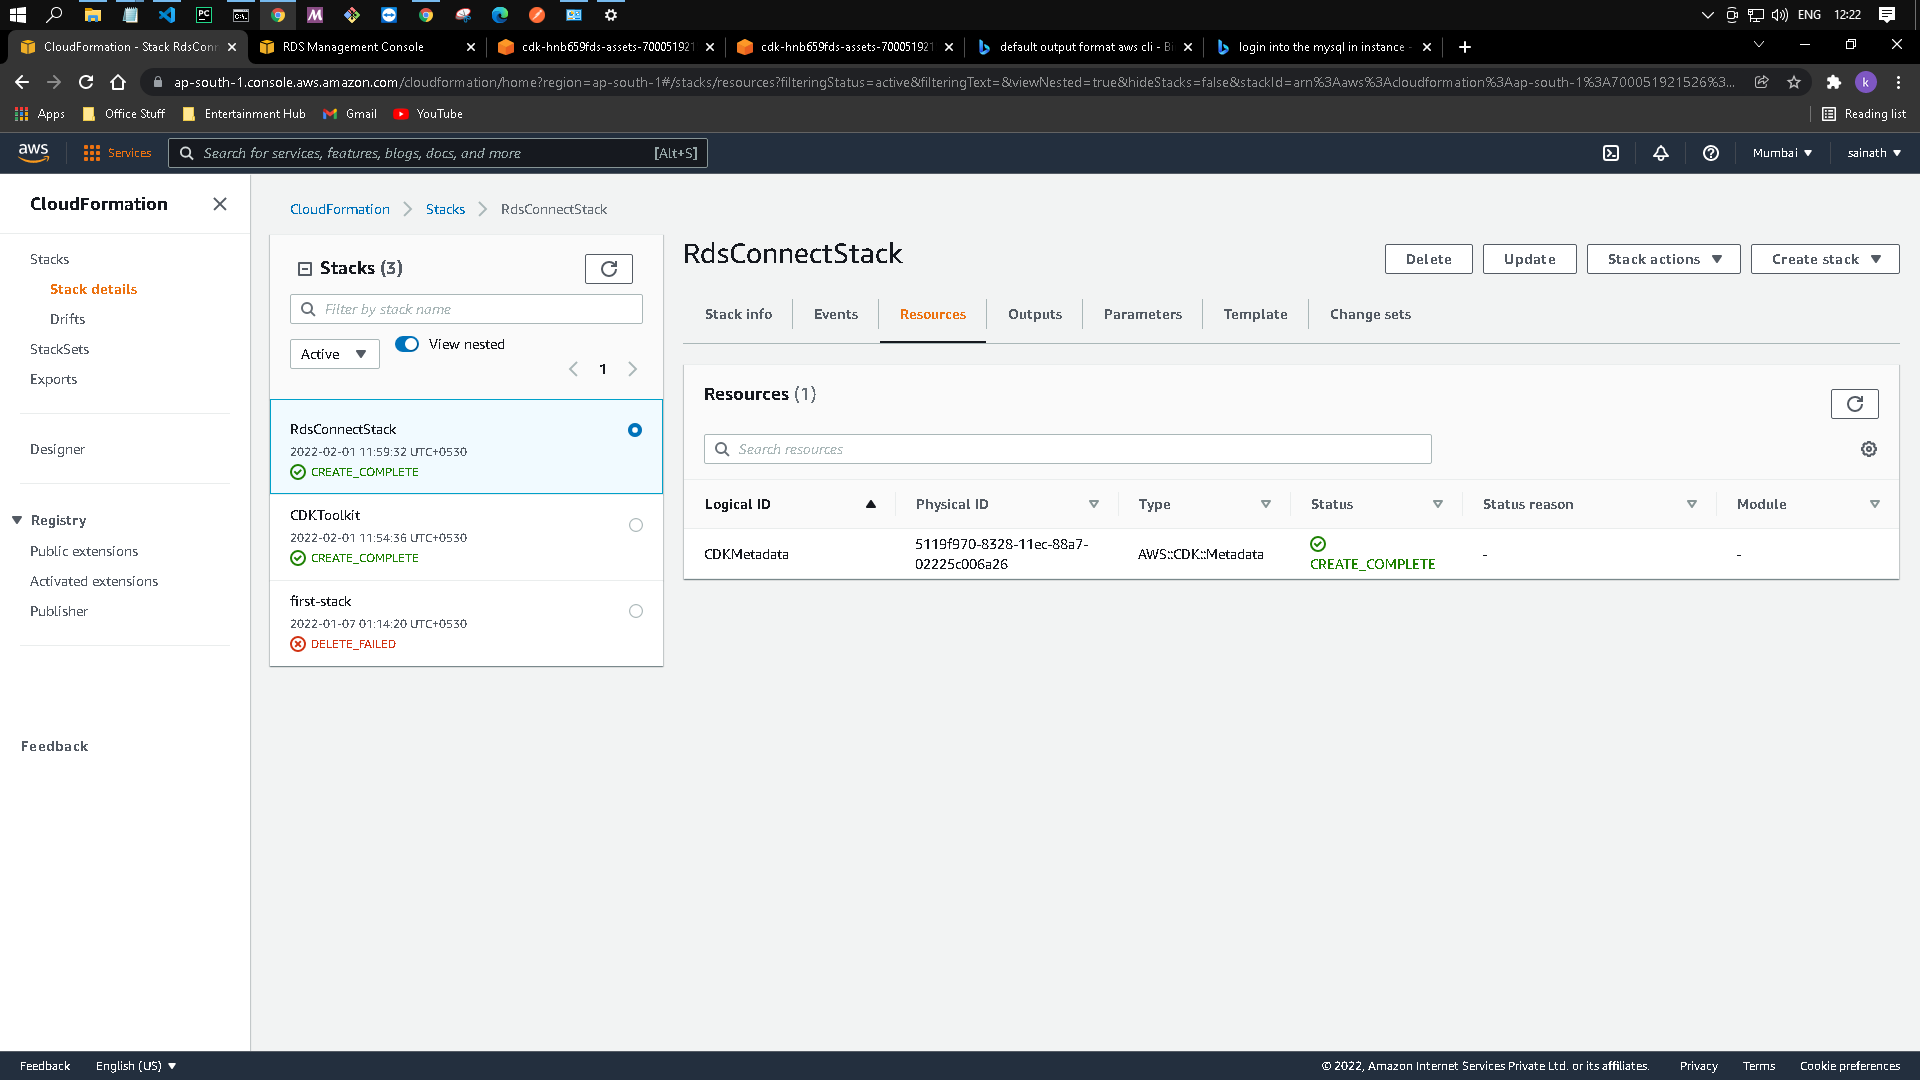 ENG
12:22
CloudFormation - Stack RdsConn
RDS Management Console
cdk-hnb659fds-assets-700051921
cdk-hnb659fds-assets-700051921
default output format aws cli - Bi
login into the mysql in instance -
ap-south-1.console.aws.amazon.com/cloudformation/home?region=ap-south-1#/stacks/resources?filteringStatus=active&filteringText=&viewNested=true&hideStacks=false&stackId=arn%3Aaws%3Acloudformation%3Aap-south-1%3A700051921526%3...
k
Apps
Office Stuff
Entertainment Hub
Gmail
YouTube
Reading list
aws
Services
Search for services, features, blogs, docs, and more
[Alt+S]
Mumbai
sainath
CloudFormation
Stacks
Stack details
Drifts
StackSets
Exports
Designer
Registry
Public extensions
Activated extensions
Publisher
Feedback
CloudFormation
Stacks
RdsConnectStack
Stacks (3)
Filter by stack name
Active
View nested
1
RdsConnectStack
2022-02-01 11:59:32 UTC+0530
CREATE_COMPLETE
CDKToolkit
2022-02-01 11:54:36 UTC+0530
CREATE_COMPLETE
first-stack
2022-01-07 01:14:20 UTC+0530
DELETE_FAILED
RdsConnectStack
Delete
Update
Stack actions
Create stack
Stack info
Events
Resources
Outputs
Parameters
Template
Change sets
Resources (1)
Search resources
Logical ID
Physical ID
Type
Status
Status reason
Module
CDKMetadata
5119f970-8328-11ec-88a7-
02225c006a26
AWS::CDK::Metadata
CREATE_COMPLETE
-
-
Feedback
English (US)
© 2022, Amazon Internet Services Private Ltd. or its affiliates.
Privacy
Terms
Cookie preferences